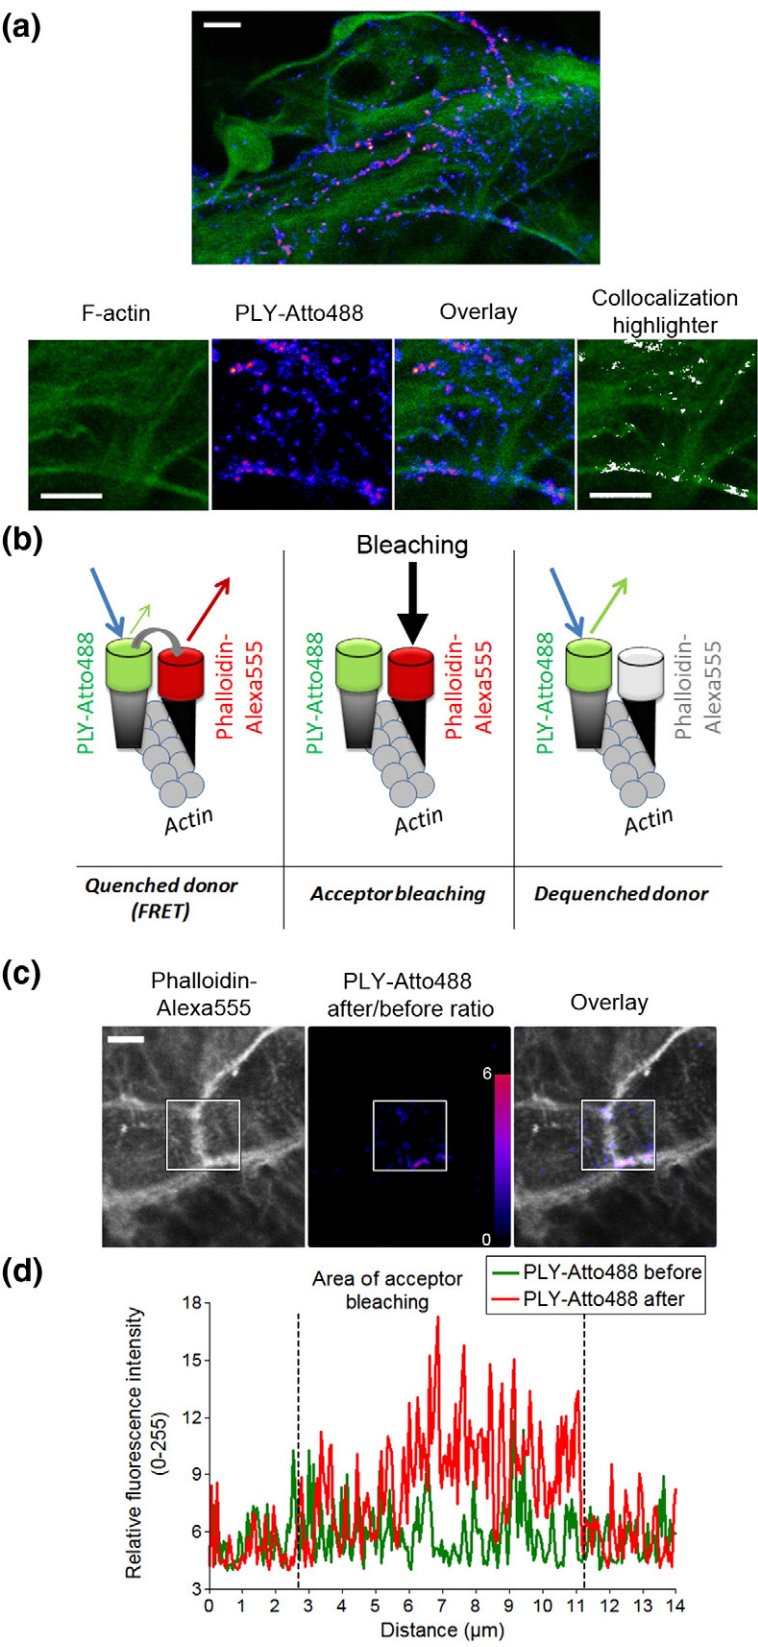 (a)
F-actin
PLY-Atto488
Overlay
Collocalization
highlighter
(b)
Bleaching
PLY-Atto488
Phalloidin-
Alexa555
Actin
PLY-Atto488
Phalloidin-
Alexa555
Actin
PLY-Atto488
Phalloidin-
Alexa555
Actin
Quenched donor
(FRET)
Acceptor bleaching
Dequenched donor
(c)
Phalloidin-
Alexa555
PLY-Atto488
after/before ratio
Overlay
6
0
(d)
Area of acceptor
bleaching
PLY-Atto488 before
PLY-Atto488 after
Relative fluorescence intensity
(0-255)
18
15
12
9
6
3
0 1 2 3 4 5 6 7 8 9 10 11 12 13 14
Distance (µm)